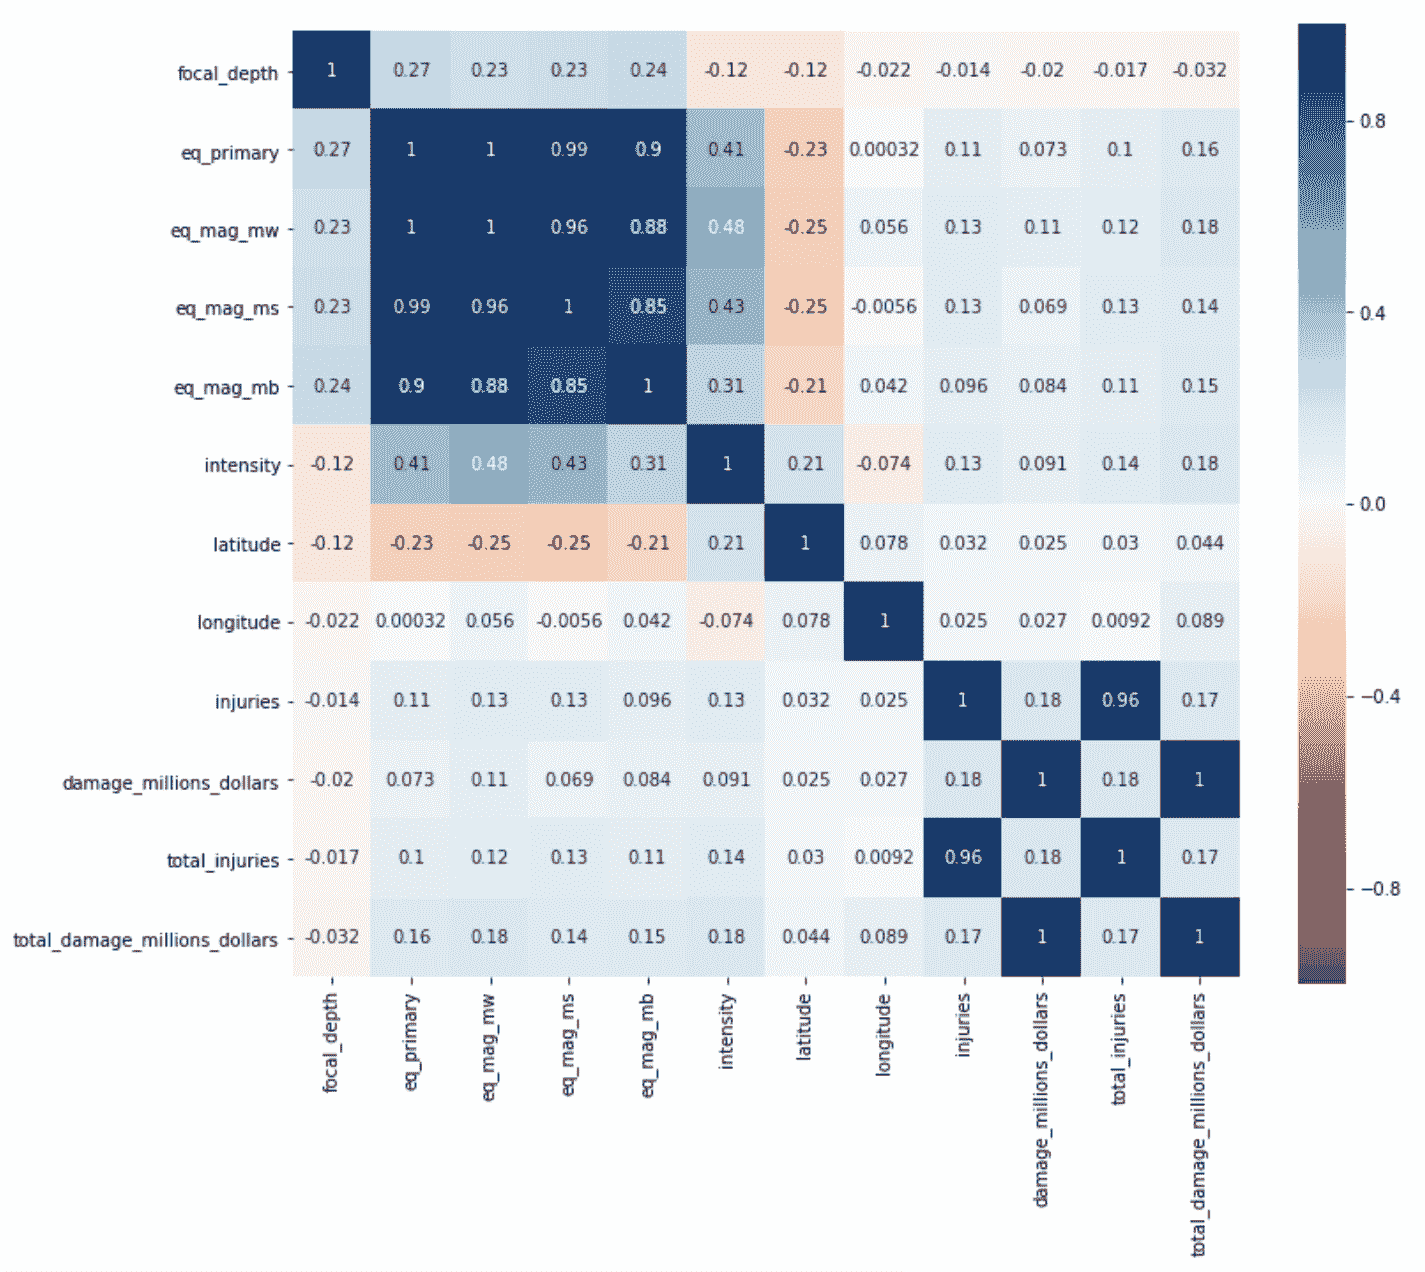 focal_depth 1 0.27 0.23 0.23 0.24 -0.12 -0.12 -0.022 -0.014 -0.02 -0.017 -0.032
eq_primary 0.27 1 1 0.99 0.9 0.41 -0.23 0.00032 0.11 0.073 0.1 0.16
eq_mag_mw 0.23 1 1 0.96 0.88 0.48 -0.25 0.056 0.13 0.11 0.12 0.18
eq_mag_ms 0.23 0.99 0.96 1 0.85 0.43 -0.25 -0.0056 0.13 0.069 0.13 0.14
eq_mag_mb 0.24 0.9 0.88 0.85 1 0.31 -0.21 0.042 0.096 0.084 0.11 0.15
intensity -0.12 0.41 0.48 0.43 0.31 1 0.21 -0.074 0.13 0.091 0.14 0.18
latitude -0.12 -0.23 -0.25 -0.25 -0.21 0.21 1 0.078 0.032 0.025 0.03 0.044
longitude -0.022 0.00032 0.056 -0.0056 0.042 -0.074 0.078 1 0.025 0.027 0.0092 0.089
injuries -0.014 0.11 0.13 0.13 0.096 0.13 0.032 0.025 1 0.18 0.96 0.17
damage_millions_dollars -0.02 0.073 0.11 0.069 0.084 0.091 0.025 0.027 0.18 1 0.18 1
total_injuries -0.017 0.1 0.12 0.13 0.11 0.14 0.03 0.0092 0.96 0.18 1 0.17
total_damage_millions_dollars -0.032 0.16 0.18 0.14 0.15 0.18 0.044 0.089 0.17 1 0.17 1
focal_depth
eq_primary
eq_mag_mw
eq_mag_ms
eq_mag_mb
intensity
latitude
longitude
injuries
damage_millions_dollars
total_injuries
total_damage_millions_dollars
0.8
0.4
0.0
−0.4
−0.8